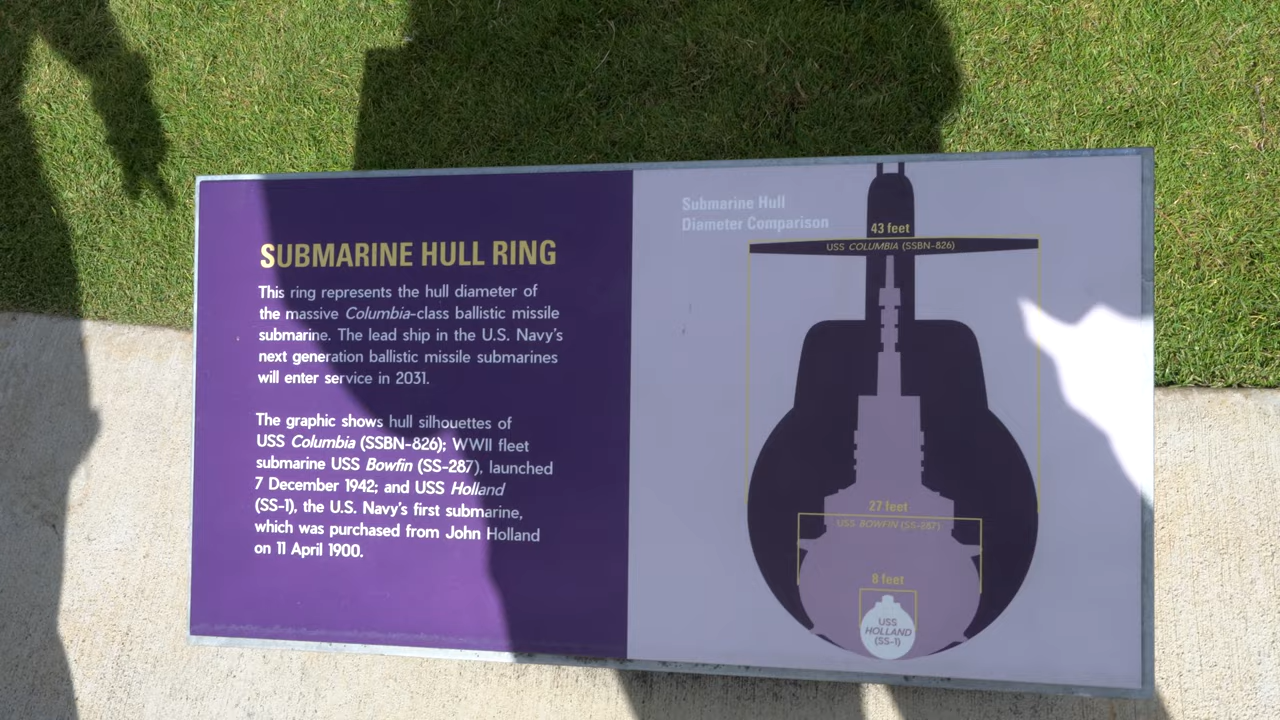 SUBMARINE HULL RING
This ring represents the hull diameter of
the massive Columbia-class ballistic missile
submarine. The lead ship in the U.S. Navy's
next generation ballistic missile submarines
will enter service in 2031.
The graphic shows hull silhouettes of
USS Columbia (SSBN-826); WWII fleet
submarine USS Bowfin (SS-287), launched
7 December 1942; and USS Holland
(SS-1), the U.S. Navy's first submarine,
which was purchased from John Holland
on 11 April 1900.
Submarine Hull
Diameter Comparison
43 feet
USS COLUMBIA (SSBN-826)
27 feet
USS BOWFIN (SS-287)
8 feet
USS
HOLLAND
(SS-1)